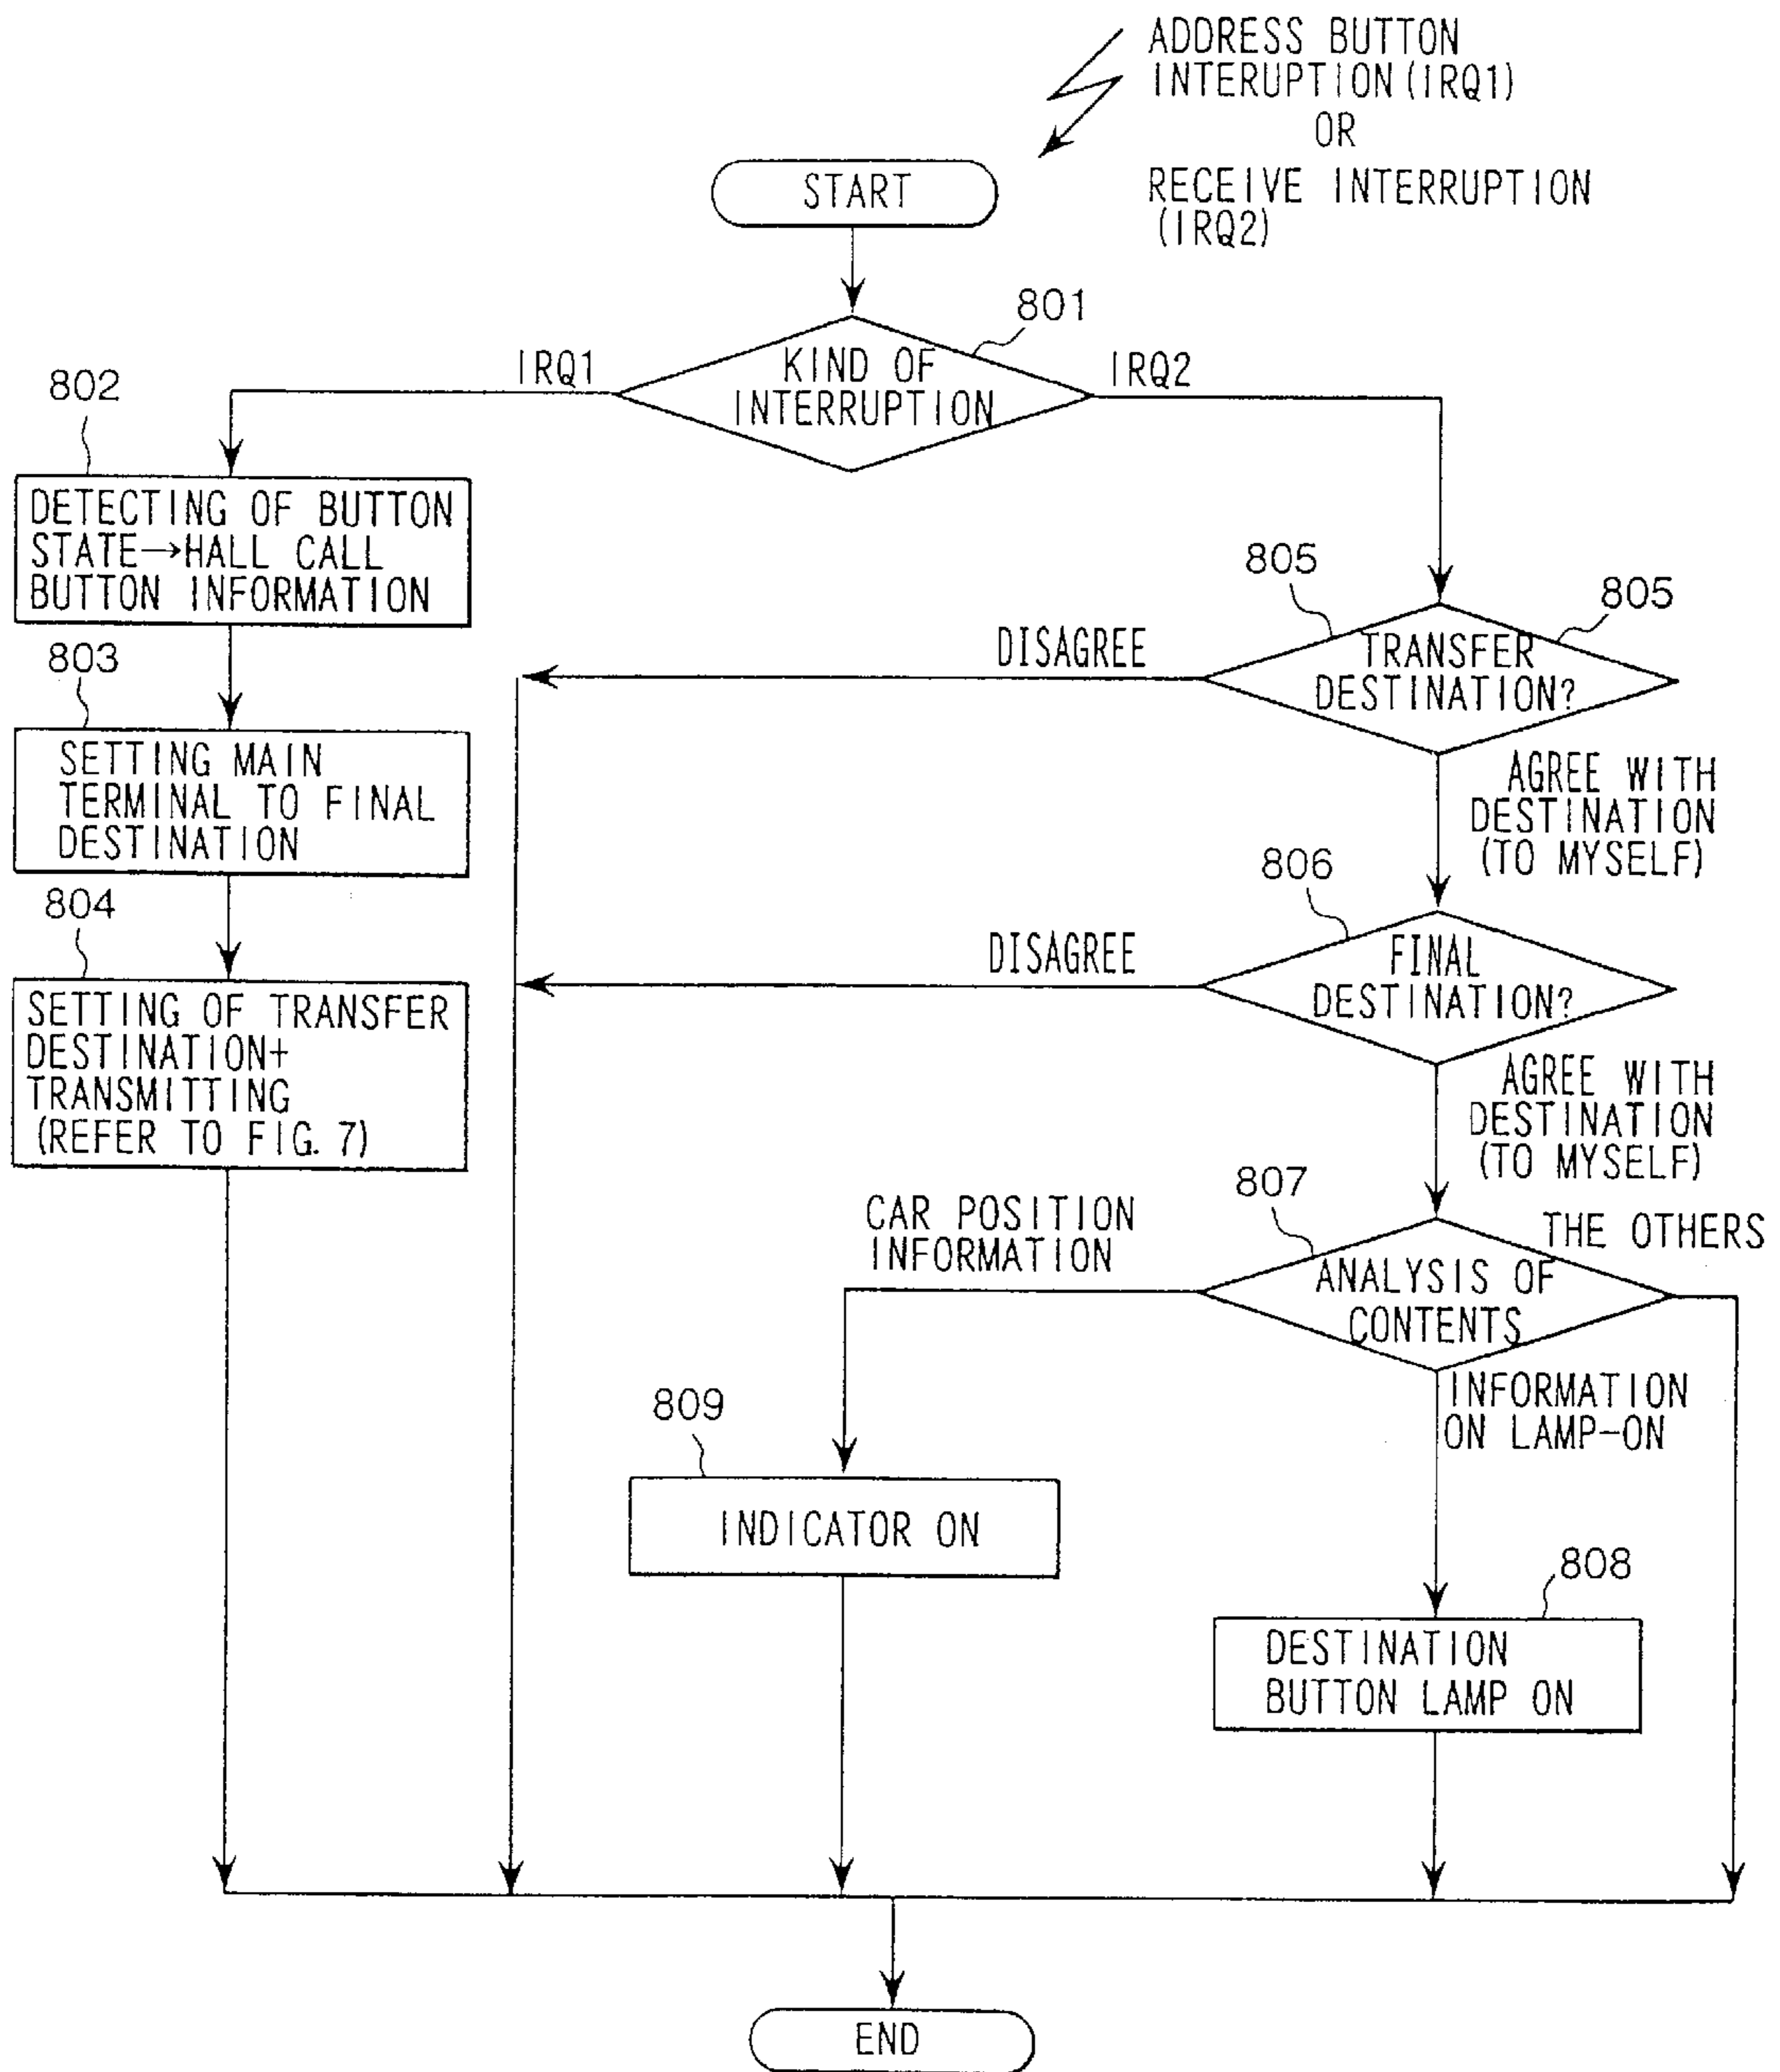 ADDRESS BUTTON
INTERUPTION (IRQ1)
OR
RECEIVE INTERRUPTION
(IRQ2)
START
801
KIND OF
INTERRUPTION
IRQ1
IRQ2
802
DETECTING OF BUTTON
STATE→HALL CALL
BUTTON INFORMATION
803
SETTING MAIN
TERMINAL TO FINAL
DESTINATION
804
SETTING OF TRANSFER
DESTINATION+
TRANSMITTING
(REFER TO FIG. 7)
805
805
TRANSFER
DESTINATION?
DISAGREE
AGREE WITH
DESTINATION
(TO MYSELF)
806
FINAL
DESTINATION?
DISAGREE
AGREE WITH
DESTINATION
(TO MYSELF)
807
ANALYSIS OF
CONTENTS
CAR POSITION
INFORMATION
THE OTHERS
INFORMATION
ON LAMP-ON
809
INDICATOR ON
808
DESTINATION
BUTTON LAMP ON
END